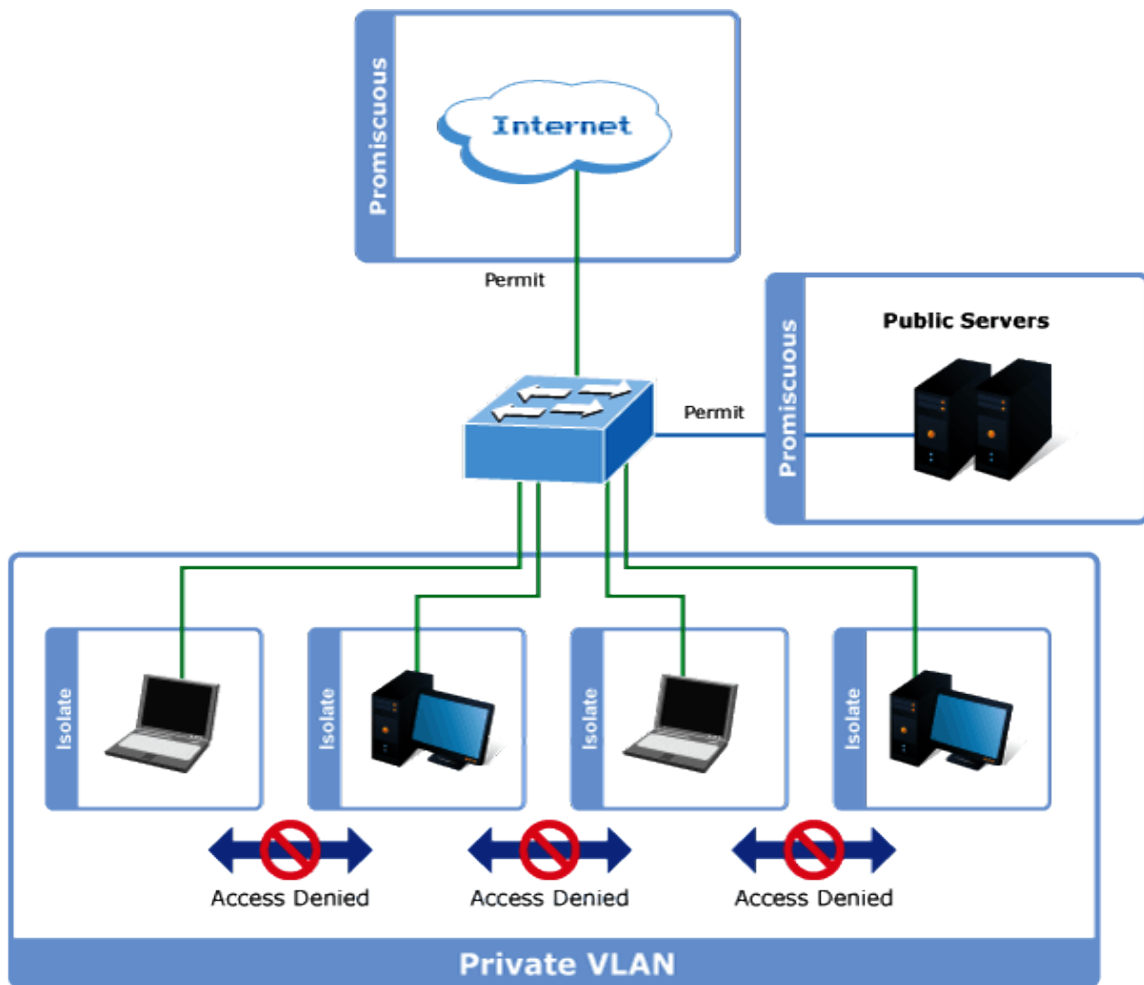 Promiscuous
Internet
Permit
Promiscuous
Public Servers
Permit
Isolate
Isolate
Isolate
Isolate
Access Denied
Access Denied
Access Denied
Private VLAN